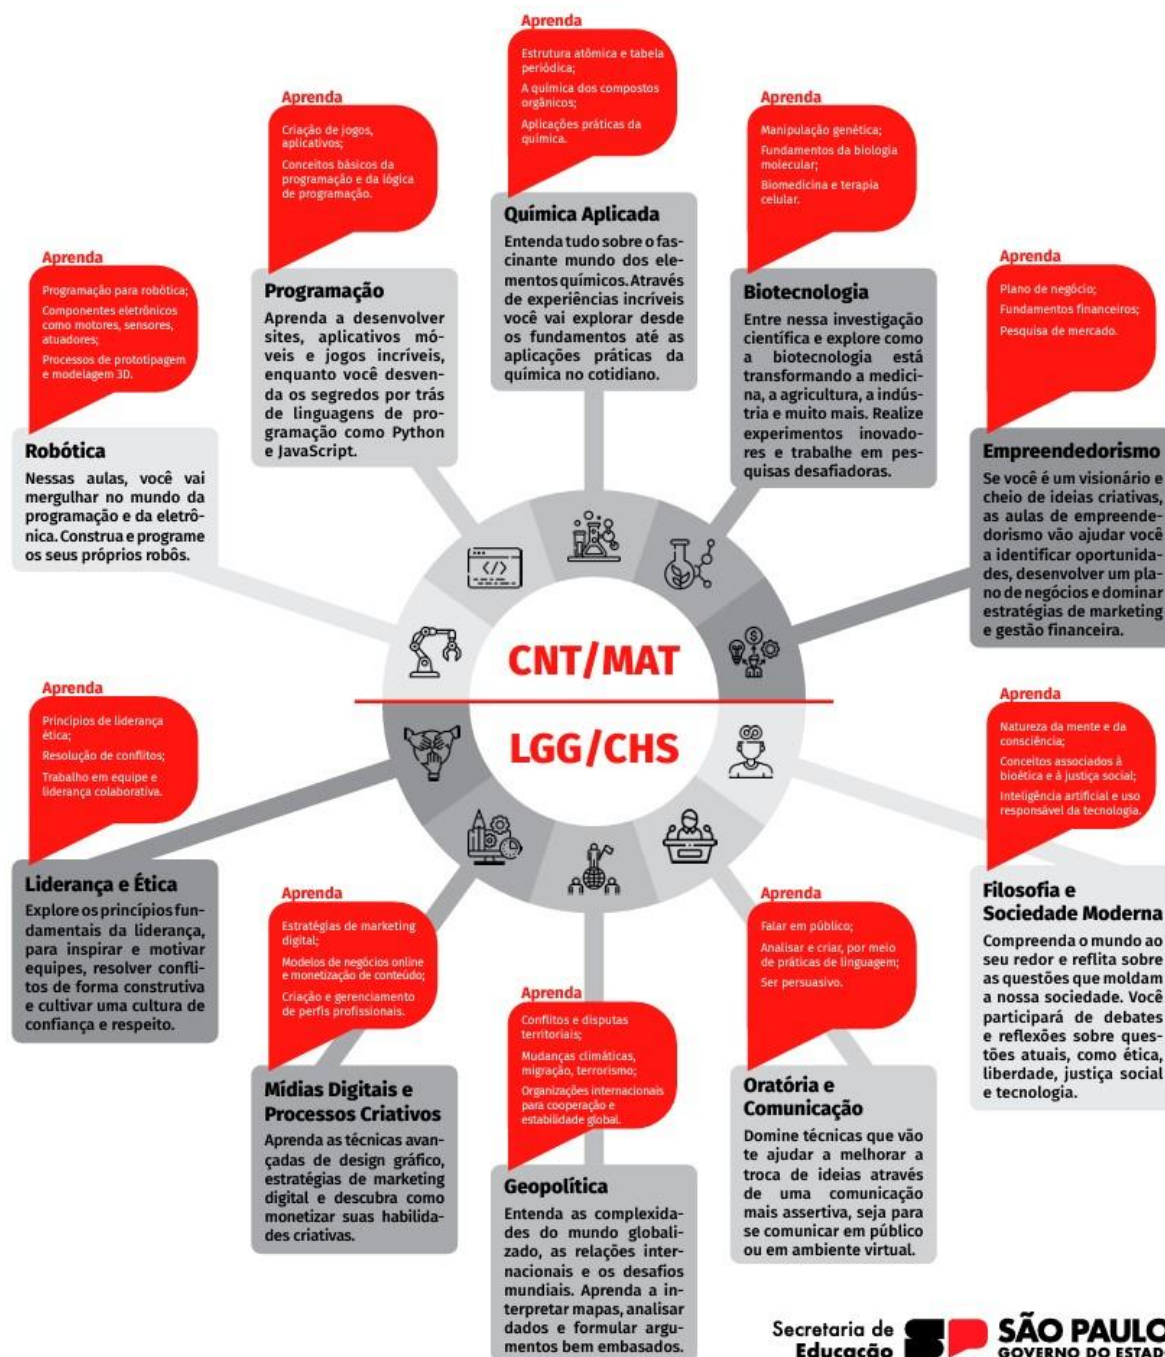 Aprenda
Estrutura atômica e tabela
periódica;
A química dos compostos
orgânicos;
Aplicações práticas da
química.
Química Aplicada
Entenda tudo sobre o fas-
cinante mundo dos ele-
mentos químicos. Através
de experiências incríveis
você vai explorar desde
os fundamentos até as
aplicações práticas da
química no cotidiano.
Aprenda
Criação de jogos,
aplicativos;
Conceitos básicos da
programação e da lógica
de programação.
Programação
Aprenda a desenvolver
sites, aplicativos mó-
veis e jogos incríveis,
enquanto você desven-
da os segredos por trás
de linguagens de pro-
gramação como Python
e JavaScript.
Aprenda
Manipulação genética;
Fundamentos da biologia
molecular;
Biomedicina e terapia
celular.
Biotecnologia
Entre nessa investigação
científica e explore como
a biotecnologia está
transformando a medici-
na, a agricultura, a indús-
tria e muito mais. Realize
experimentos inovado-
res e trabalhe em pes-
quisas desafiadoras.
Aprenda
Programação para robótica;
Componentes eletrônicos
como motores, sensores,
atuadores;
Processos de prototipagem
e modelagem 3D.
Robótica
Nessas aulas, você vai
mergulhar no mundo da
programação e da eletrô-
nica. Construa e programe
os seus próprios robôs.
Aprenda
Plano de negócio;
Fundamentos financeiros;
Pesquisa de mercado.
Empreendedorismo
Se você é um visionário e
cheio de ideias criativas,
as aulas de empreende-
dorismo vão ajudar você
a identificar oportunida-
des, desenvolver um pla-
no de negócios e dominar
estratégias de marketing
e gestão financeira.
CNT/MAT
LGG/CHS
Aprenda
Princípios de liderança
ética;
Resolução de conflitos;
Trabalho em equipe e
liderança colaborativa.
Liderança e Ética
Explore os princípios fun-
damentais da liderança,
para inspirar e motivar
equipes, resolver confli-
tos de forma construtiva
e cultivar uma cultura de
confiança e respeito.
Aprenda
Natureza da mente e da
consciência;
Conceitos associados à
bioética e à justiça social;
Inteligência artificial e uso
responsável da tecnologia.
Filosofia e
Sociedade Moderna
Compreenda o mundo ao
seu redor e reflita sobre
as questões que moldam
a nossa sociedade. Você
participará de debates
e reflexões sobre ques-
tões atuais, como ética,
liberdade, justiça social
e tecnologia.
Aprenda
Estratégias de marketing
digital;
Modelos de negócios online
e monetização de conteúdo;
Criação e gerenciamento
de perfis profissionais.
Mídias Digitais e
Processos Criativos
Aprenda as técnicas avan-
çadas de design gráfico,
estratégias de marketing
digital e descubra como
monetizar suas habilida-
des criativas.
Aprenda
Conflitos e disputas
territoriais;
Mudanças climáticas,
migração, terrorismo;
Organizações internacionais
para cooperação e
estabilidade global.
Geopolítica
Entenda as complexida-
des do mundo globali-
zado, as relações inter-
nacionais e os desafios
mundiais. Aprenda a in-
terpretar mapas, analisar
dados e formular argu-
mentos bem embasados.
Aprenda
Falar em público;
Analisar e criar, por meio
de práticas de linguagem;
Ser persuasivo.
Oratória e
Comunicação
Domine técnicas que vão
te ajudar a melhorar a
troca de ideias através
de uma comunicação
mais assertiva, seja para
se comunicar em público
ou em ambiente virtual.
Secretaria de
Educação
SÃO PAULO
GOVERNO DO ESTADO